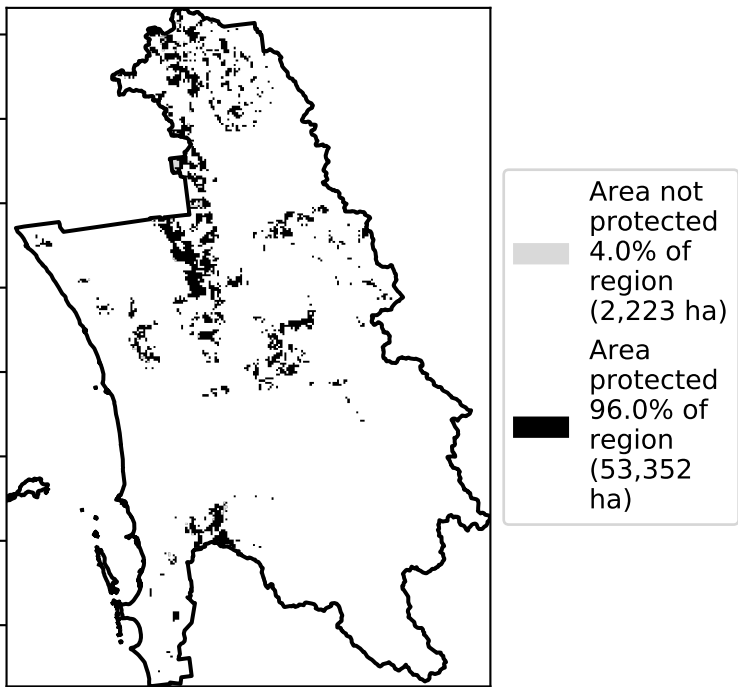 Area not
protected
4.0% of
region
(2,223 ha)
Area
protected
96.0% of
region
(53,352
ha)